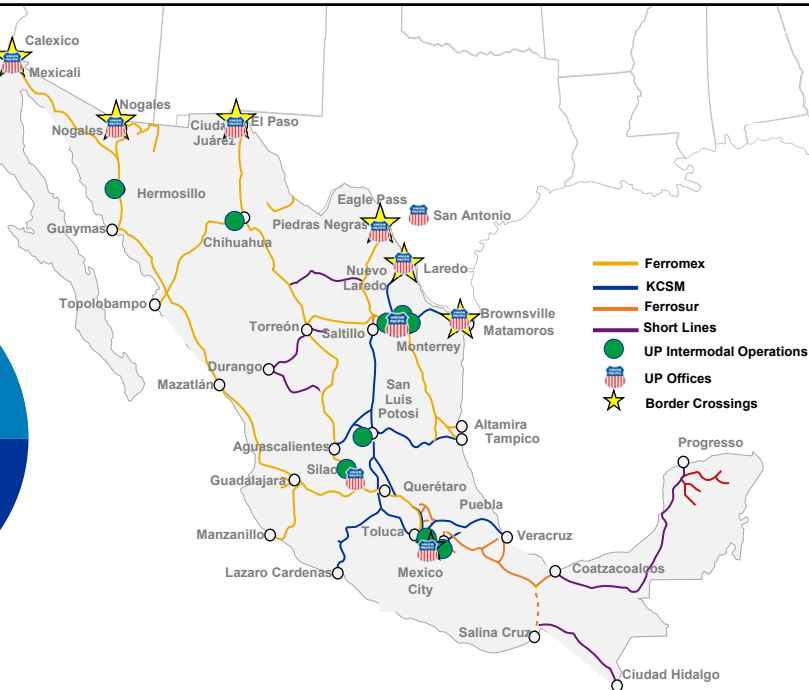 Calexico
Mexicali
Nogales
Nogales
El Paso
Ciuda
Juárez
Hermosillo
Guaymas
Chihuahua
Eagle Pass
Piedras Negras
San Antonio
Nuevo
Laredo
Laredo
Topolobampo
Torreón
Saltillo
Monterrey
Brownsville
Matamoros
Durango
Mazatlán
San
Luis
Potosi
Altamira
Tampico
Aguascalientes
Silao
Guadalajara
Querétaro
Puebla
Progresso
Manzanillo
Toluca
Veracruz
Lazaro Cardenas
Mexico
City
Coatzacoalcos
Salina Cruz
Ciudad Hidalgo
Ferromex
KCSM
Ferrosur
Short Lines
UP Intermodal Operations
UP Offices
Border Crossings